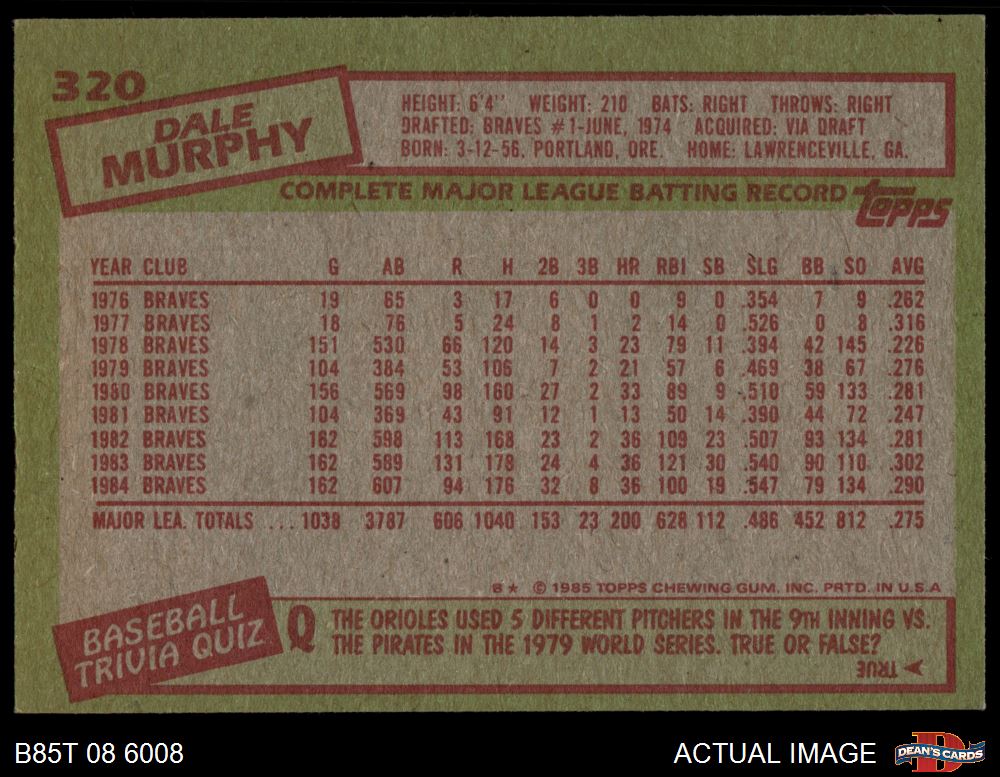 320
DALE
MURPHY
HEIGHT: 6'4" WEIGHT: 210 BATS: RIGHT THROWS: RIGHT
DRAFTED: BRAVES #1-JUNE, 1974 ACQUIRED: VIA DRAFT
BORN: 3-12-56, PORTLAND, ORE. HOME: LAWRENCEVILLE, GA.
COMPLETE MAJOR LEAGUE BATTING RECORD
Topps
YEAR CLUB G AB R H 2B 3B HR RBI SB SLG BB SO AVG
1976 BRAVES 19 65 3 17 6 0 0 9 0 .354 7 9 .262
1977 BRAVES 18 76 5 24 8 1 2 14 0 .526 0 8 .316
1978 BRAVES 151 530 66 120 14 3 23 79 11 .394 42 145 .226
1979 BRAVES 104 384 53 106 7 2 21 57 6 .469 38 67 .276
1980 BRAVES 156 569 98 160 27 2 33 89 9 .510 59 133 .281
1981 BRAVES 104 369 43 91 12 1 13 50 14 .390 44 72 .247
1982 BRAVES 162 598 113 168 23 2 36 109 23 .507 93 134 .281
1983 BRAVES 162 589 131 178 24 4 36 121 30 .540 90 110 .302
1984 BRAVES 162 607 94 176 32 8 36 100 19 .547 79 134 .290
MAJOR LEA. TOTALS ... 1038 3787 606 1040 153 23 200 628 112 .486 452 812 .275
B★ © 1985 TOPPS CHEWING GUM, INC. PRTD. IN U.S.A
BASEBALL
TRIVIA QUIZ
Q THE ORIOLES USED 5 DIFFERENT PITCHERS IN THE 9TH INNING VS.
THE PIRATES IN THE 1979 WORLD SERIES. TRUE OR FALSE?
TRUE
B85T 08 6008
ACTUAL IMAGE
DEAN'S CARDS